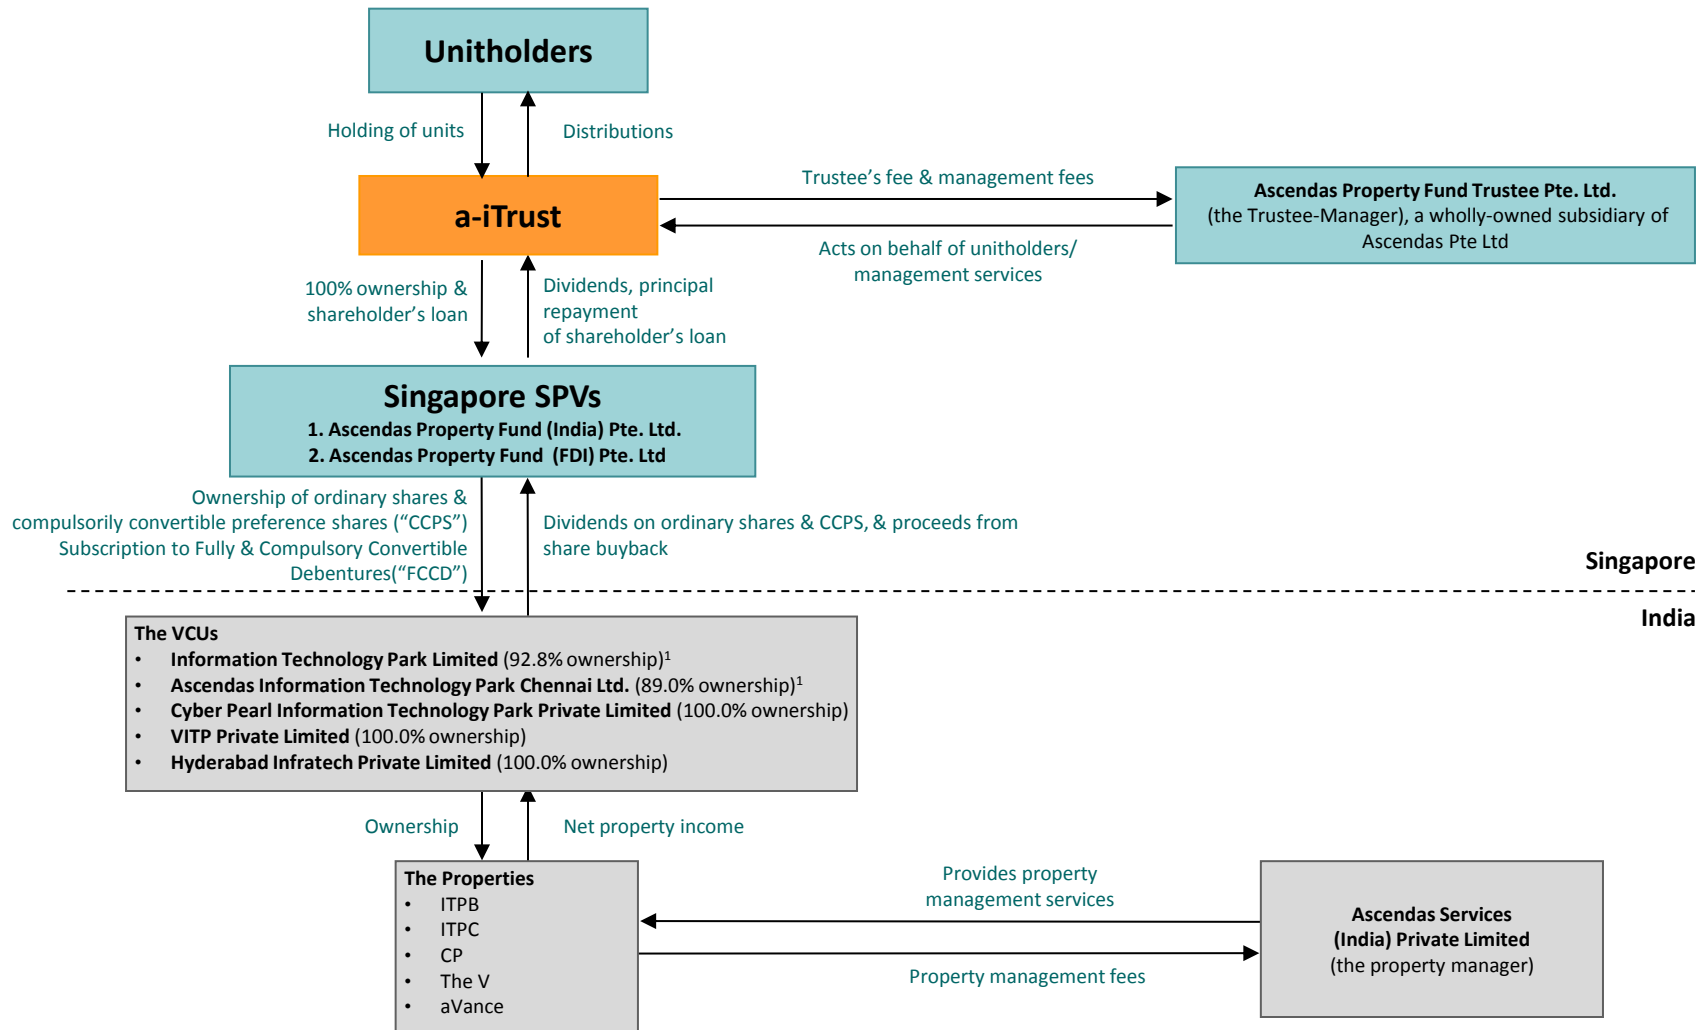 Unitholders
Holding of units
Distributions
a-iTrust
Trustee’s fee & management fees
Acts on behalf of unitholders/
management services
Ascendas Property Fund Trustee Pte. Ltd.
(the Trustee-Manager), a wholly-owned subsidiary of
Ascendas Pte Ltd
100% ownership &
shareholder’s loan
Dividends, principal
repayment
of shareholder’s loan
Singapore SPVs
1. Ascendas Property Fund (India) Pte. Ltd.
2. Ascendas Property Fund (FDI) Pte. Ltd
Ownership of ordinary shares &
compulsorily convertible preference shares (“CCPS”)
Subscription to Fully & Compulsory Convertible
Debentures(“FCCD”)
Dividends on ordinary shares & CCPS, & proceeds from
share buyback
Singapore
India
The VCUs
• Information Technology Park Limited (92.8% ownership)1
• Ascendas Information Technology Park Chennai Ltd. (89.0% ownership)1
• Cyber Pearl Information Technology Park Private Limited (100.0% ownership)
• VITP Private Limited (100.0% ownership)
• Hyderabad Infratech Private Limited (100.0% ownership)
Ownership
Net property income
The Properties
• ITPB
• ITPC
• CP
• The V
• aVance
Provides property
management services
Property management fees
Ascendas Services
(India) Private Limited
(the property manager)